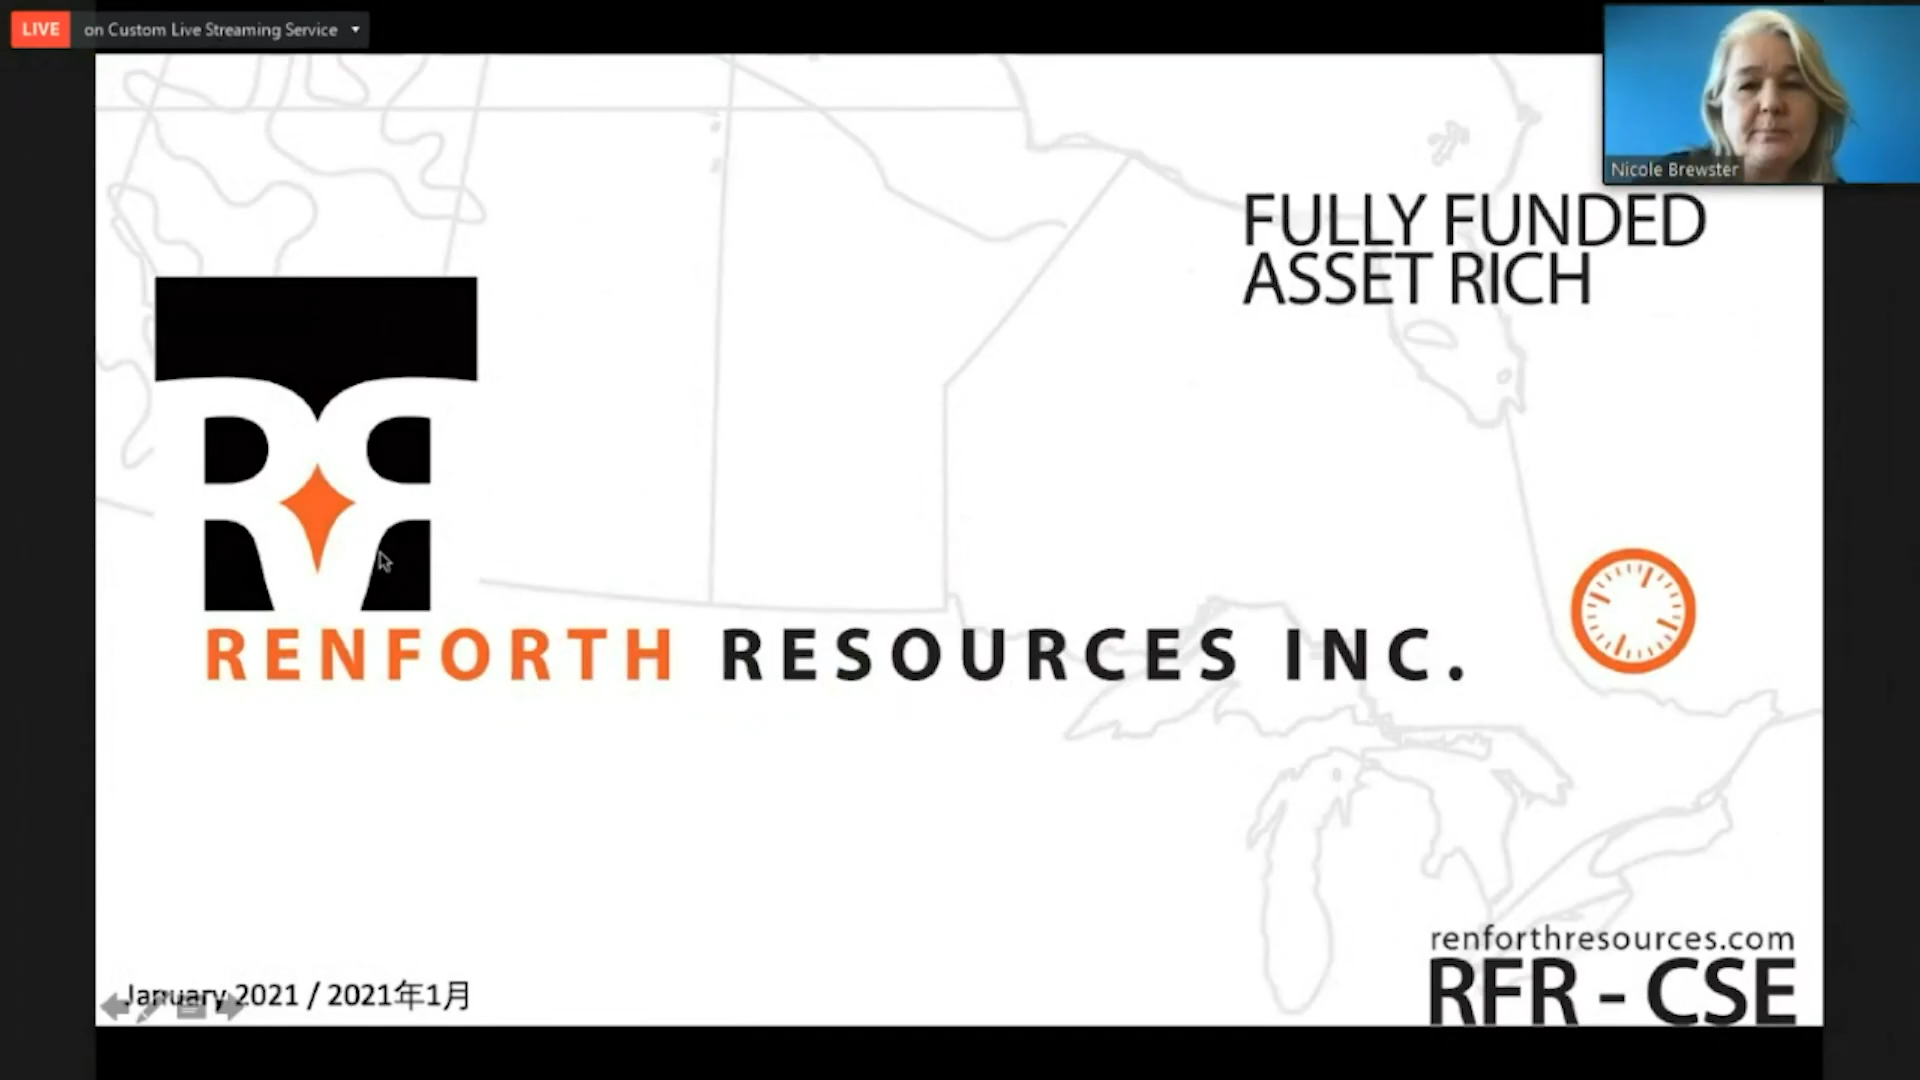 LIVE on Custom Live Streaming Service
Nicole Brewster
FULLY FUNDED
ASSET RICH
RENFORTH RESOURCES INC.
renforthresources.com
RFR - CSE
January 2021 / 2021年1月